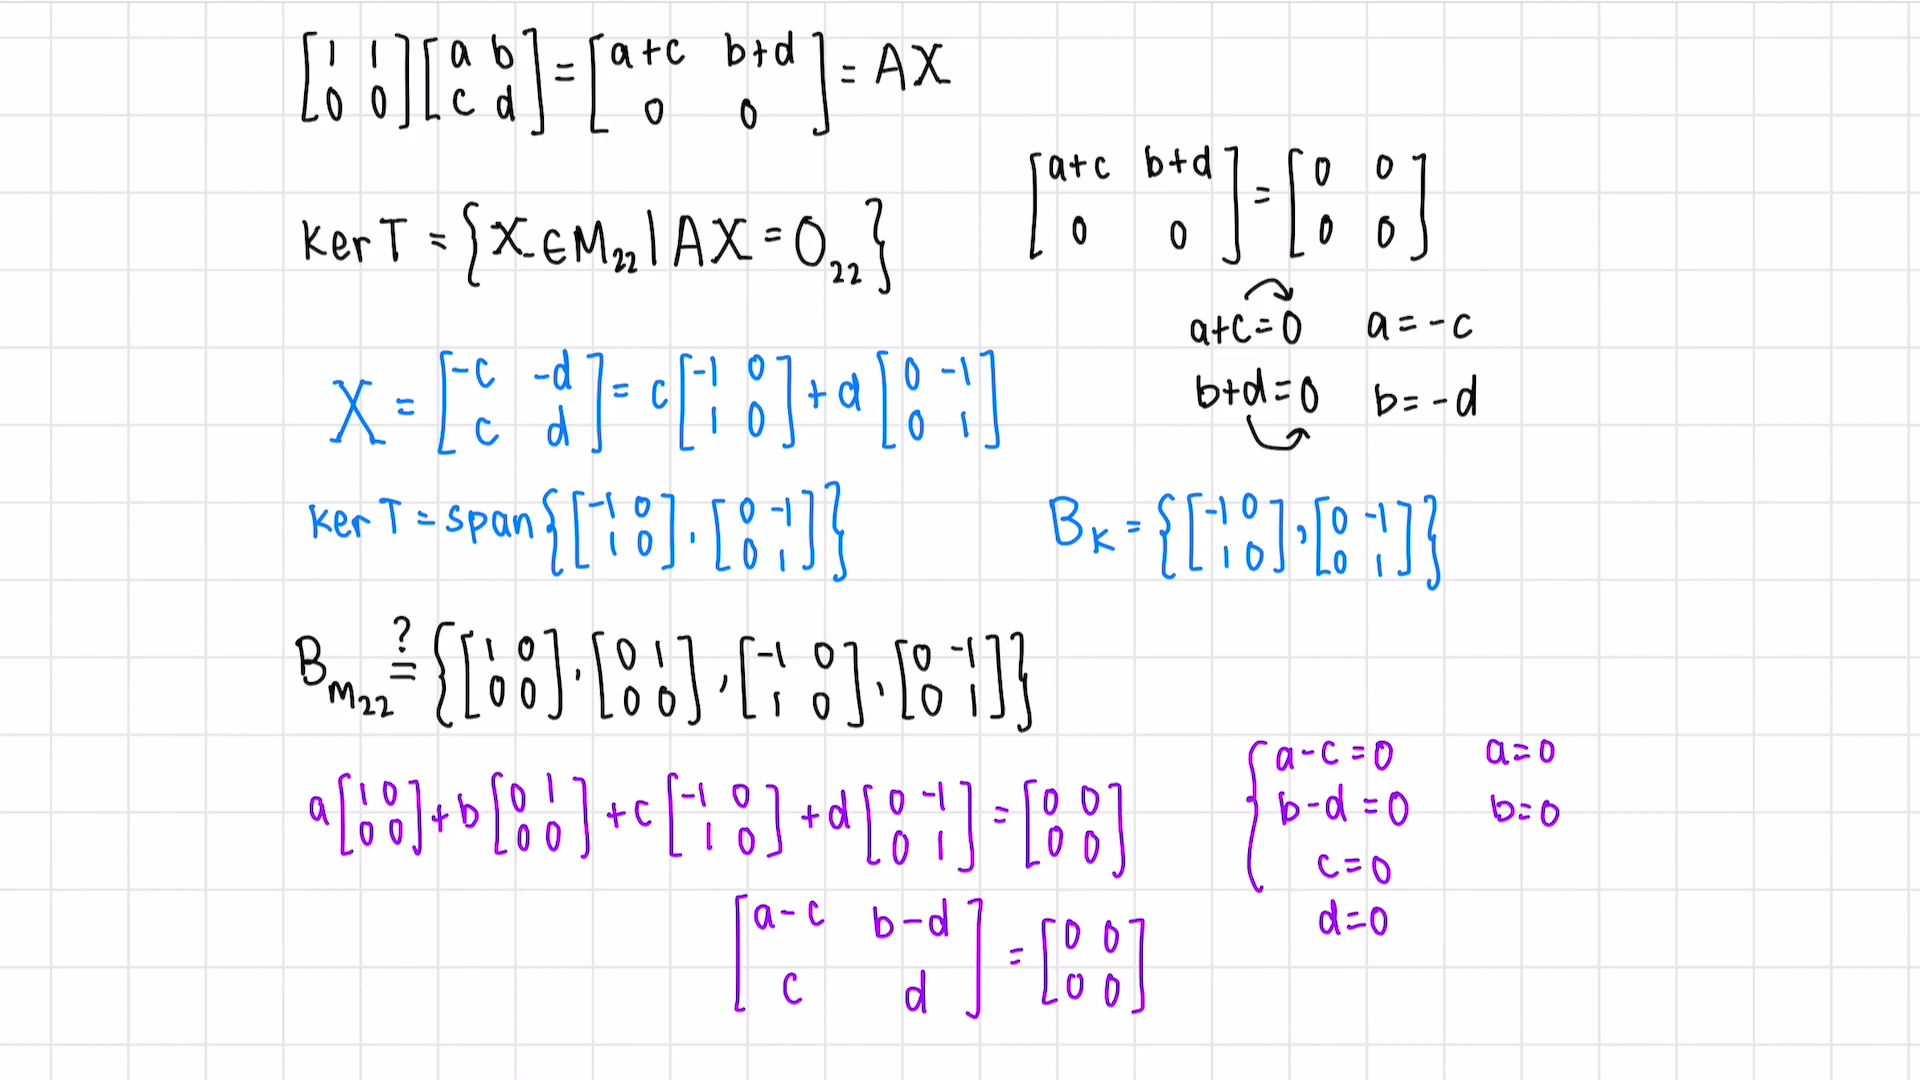 [1 1; 0 0] [a b; c d] = [a+c b+d; 0 0] = AX
[a+c b+d; 0 0] = [0 0; 0 0]
ker T = {X ∈ M₂₂ | AX = O₂₂}
a+c=0 a=-c
b+d=0 b=-d
X = [-c -d; c d] = c[-1 0; 1 0] + d[0 -1; 0 1]
ker T = span{[-1 0; 1 0], [0 -1; 0 1]}
B_K = {[-1 0; 1 0], [0 -1; 0 1]}
B_M₂₂ ≟ {[1 0; 0 0], [0 1; 0 0], [-1 0; 1 0], [0 -1; 0 1]}
a[1 0; 0 0] + b[0 1; 0 0] + c[-1 0; 1 0] + d[0 -1; 0 1] = [0 0; 0 0]
[a-c b-d; c d] = [0 0; 0 0]
{ a-c=0 a=0
b-d=0 b=0
c=0
d=0